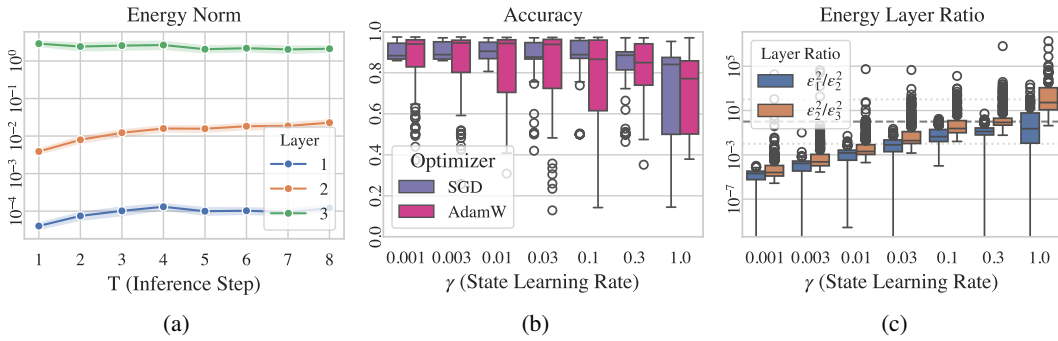 Energy Norm
10^0
10^-1
10^-2
10^-3
10^-4
Layer
1
2
3
1 2 3 4 5 6 7 8
T (Inference Step)
(a)
Accuracy
1.0
0.8
0.6
0.4
0.2
0.0
Optimizer
SGD
AdamW
0.001 0.003 0.01 0.03 0.1 0.3 1.0
γ (State Learning Rate)
(b)
Energy Layer Ratio
10^5
10^1
10^-3
10^-7
Layer Ratio
ε_1^2/ε_2^2
ε_2^2/ε_3^2
0.001 0.003 0.01 0.03 0.1 0.3 1.0
γ (State Learning Rate)
(c)